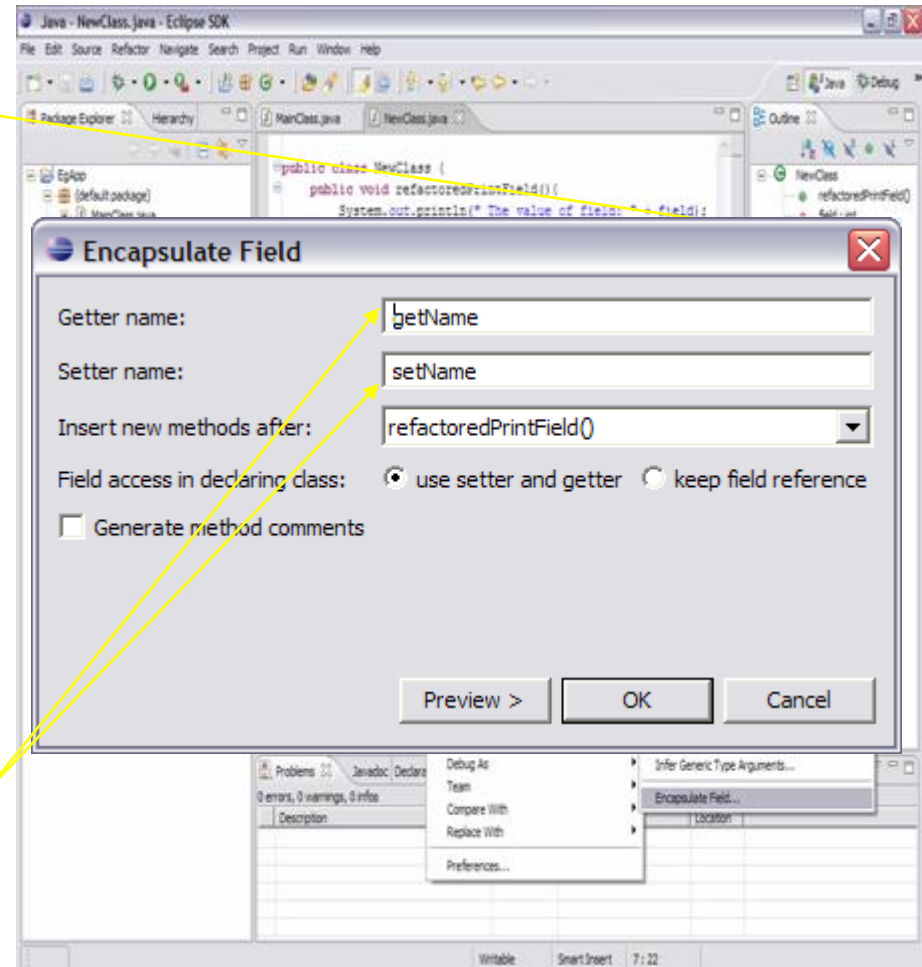 Java - NewClass.java - Eclipse SDK
File Edit Source Refactor Navigate Search Project Run Window Help
Java Debug
Package Explorer Hierarchy MainClass.java NewClass.java Outline
public class NewClass {
public void refactoredPrintField(){
System.out.println(" The value of field: " + field);
EgApp
(default package)
MainClass.java
NewClass
refactoredPrintField()
field : int
Encapsulate Field
Getter name: getName
Setter name: setName
Insert new methods after: refactoredPrintField()
Field access in declaring class: use setter and getter keep field reference
Generate method comments
Preview > OK Cancel
Problems Javadoc Declara
0 errors, 0 warnings, 0 infos
Description Location
Debug As
Team
Compare With
Replace With
Preferences...
Infer Generic Type Arguments...
Encapsulate Field...
Writable Smart Insert 7 : 22